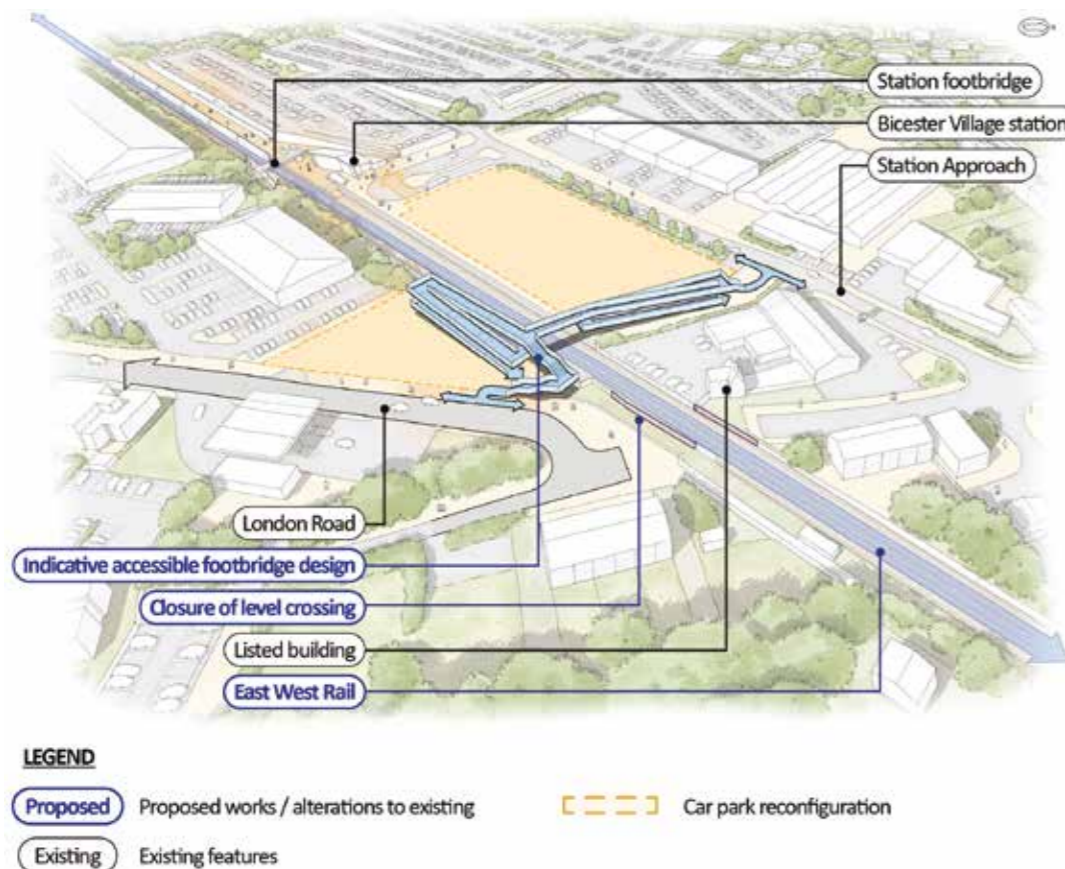 Station footbridge
Bicester Village station
Station Approach
London Road
Indicative accessible footbridge design
Closure of level crossing
Listed building
East West Rail
LEGEND
Proposed Proposed works / alterations to existing
Car park reconfiguration
Existing Existing features